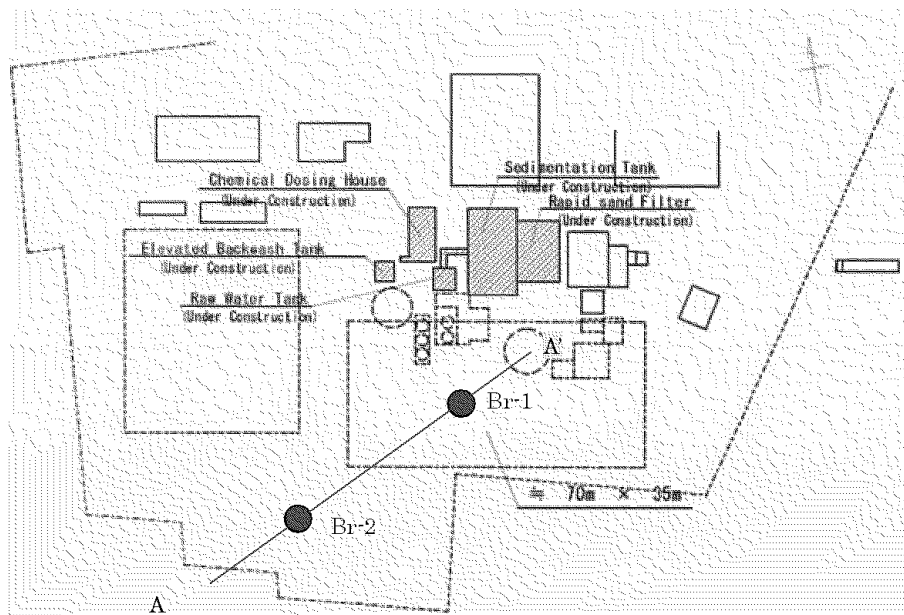 Sedimentation Tank
(Under Construction)
Chemical Dosing House
(Under Construction)
Rapid sand Filter
(Under Construction)
Elevated Backwash Tank
(Under Construction)
Raw Water Tank
(Under Construction)
A'
Br-1
≒ 70m × 35m
Br-2
A